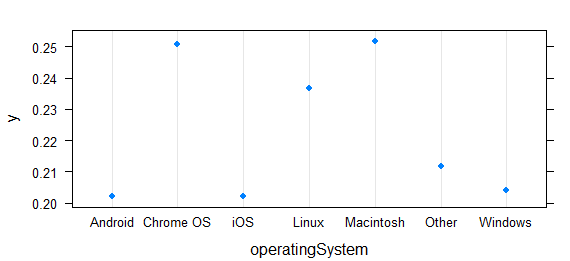 y
0.25
0.24
0.23
0.22
0.21
0.20
Android Chrome OS iOS Linux Macintosh Other Windows
operatingSystem